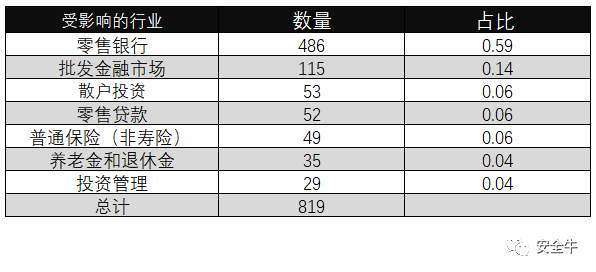 受影响的行业 数量 占比
零售银行 486 0.59
批发金融市场 115 0.14
散户投资 53 0.06
零售贷款 52 0.06
普通保险（非寿险） 49 0.06
养老金和退休金 35 0.04
投资管理 29 0.04
总计 819
安全牛